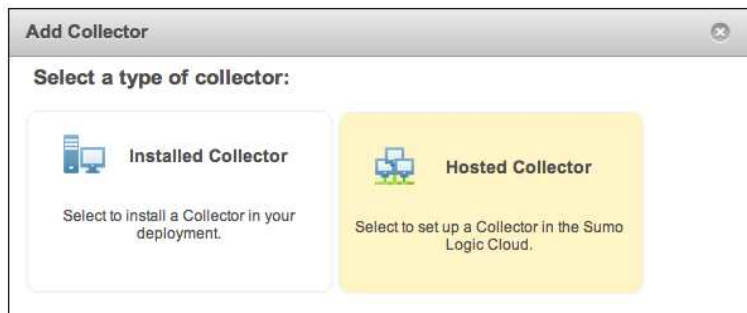 Add Collector
Select a type of collector:
Installed Collector
Select to install a Collector in your
deployment.
Hosted Collector
Select to set up a Collector in the Sumo
Logic Cloud.